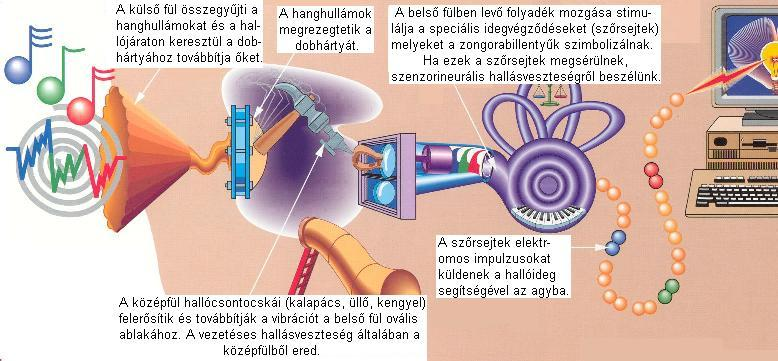 A külső fül összegyűjti a
hanghullámokat és a hal-
lójáraton keresztül a dob-
hártyához továbbítja őket.
A hanghullámok
megrezegtetik a
dobhártyát.
A belső fülben levő folyadék mozgása stimu-
lálja a speciális idegvégződéseket (szőrsejtek)
melyeket a zongorabillentyűk szimbolizálnak.
Ha ezek a szőrsejtek megsérülnek,
szenzorineurális hallásveszteségről beszélünk.
A szőrsejtek elektr-
omos impulzusokat
küldenek a hallóideg
segítségével az agyba.
A középfül hallócsontocskái (kalapács, üllő, kengyel)
felerősítik és továbbítják a vibrációt a belső fül ovális
ablakához. A vezetéses hallásveszteség általában a
középfülből ered.